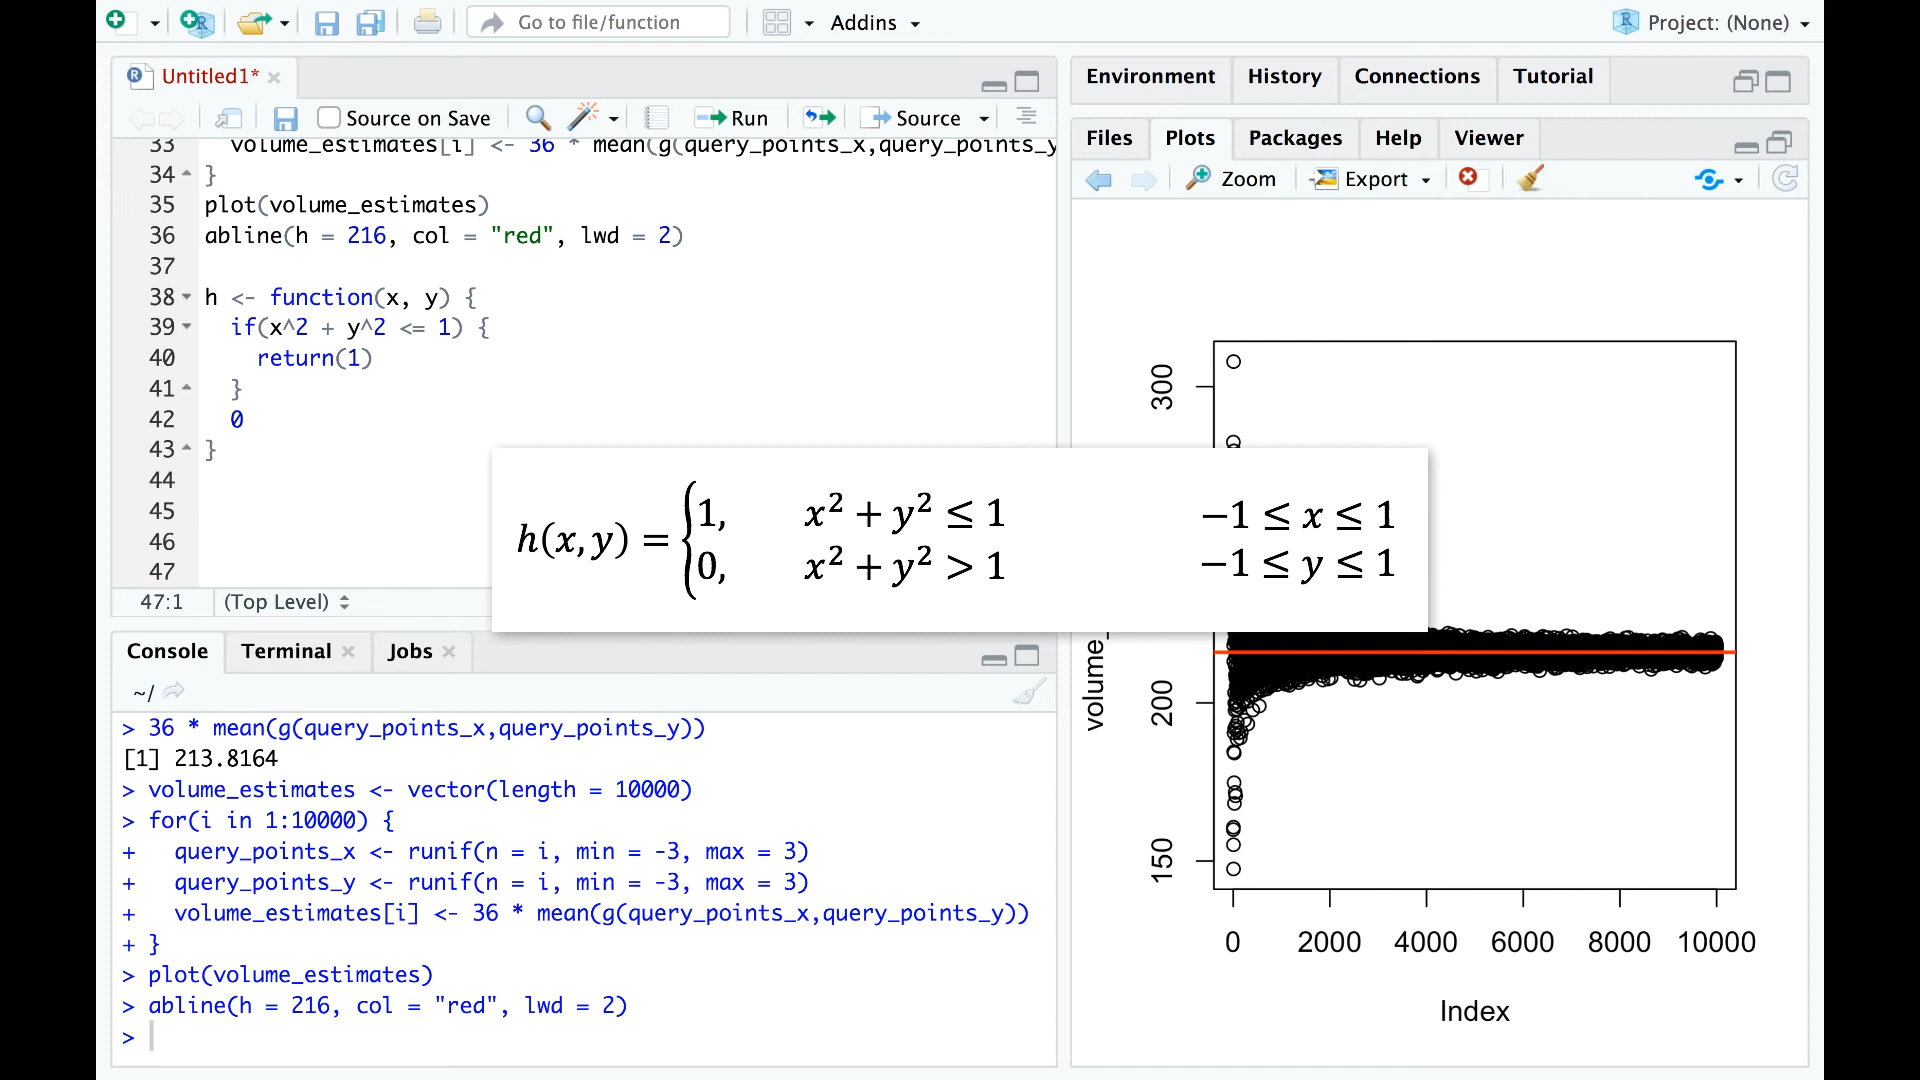 Go to file/function
Addins
Project: (None)
Untitled1*
Source on Save
Run
Source
33 volume_estimates[i] <- 36 * mean(g(query_points_x,query_points_y
34 }
35 plot(volume_estimates)
36 abline(h = 216, col = "red", lwd = 2)
37
38 h <- function(x, y) {
39 if(x^2 + y^2 <= 1) {
40 return(1)
41 }
42 0
43 }
44
45
46
47
47:1 (Top Level)
h(x, y) = {1, x² + y² ≤ 1 −1 ≤ x ≤ 1
0, x² + y² > 1 −1 ≤ y ≤ 1
Console Terminal Jobs
~/
> 36 * mean(g(query_points_x,query_points_y))
[1] 213.8164
> volume_estimates <- vector(length = 10000)
> for(i in 1:10000) {
+ query_points_x <- runif(n = i, min = -3, max = 3)
+ query_points_y <- runif(n = i, min = -3, max = 3)
+ volume_estimates[i] <- 36 * mean(g(query_points_x,query_points_y))
+ }
> plot(volume_estimates)
> abline(h = 216, col = "red", lwd = 2)
>
Environment History Connections Tutorial
Files Plots Packages Help Viewer
Zoom Export
300
200
150
volume_
0 2000 4000 6000 8000 10000
Index